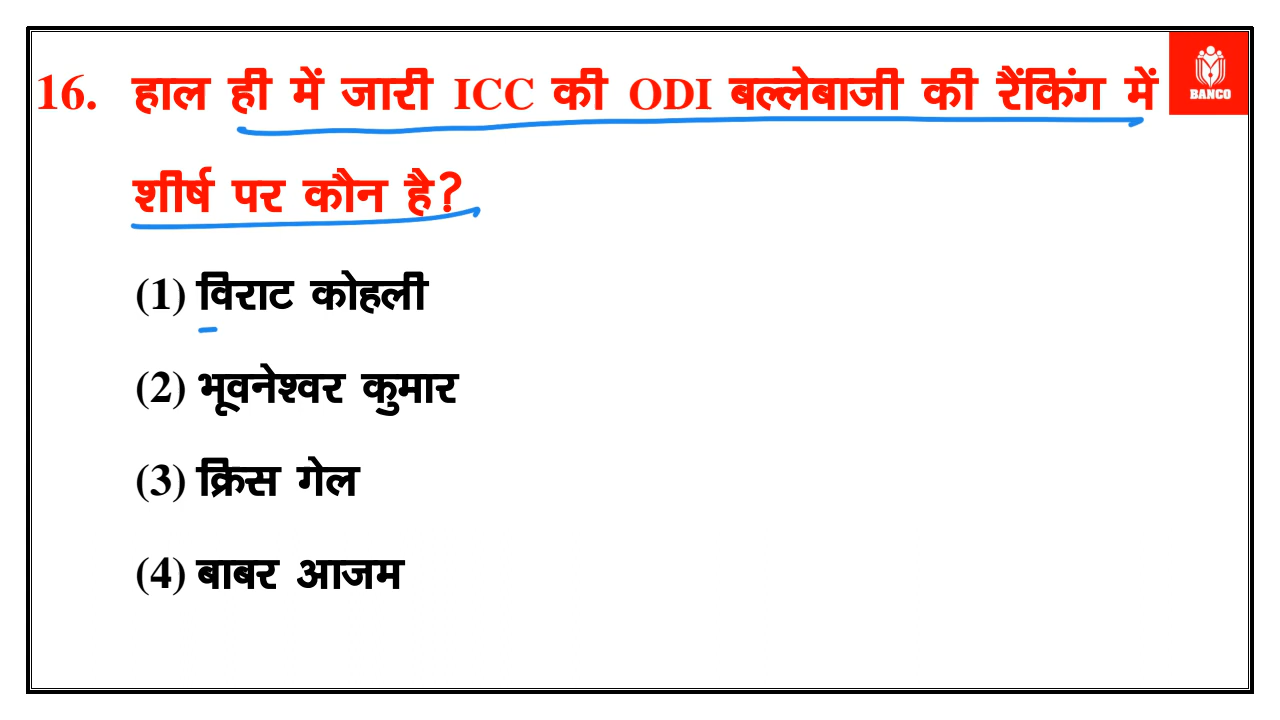 16. हाल ही में जारी ICC की ODI बल्लेबाजी की रैंकिंग में
BANCO
शीर्ष पर कौन है?
(1) विराट कोहली
(2) भूवनेश्वर कुमार
(3) क्रिस गेल
(4) बाबर आजम